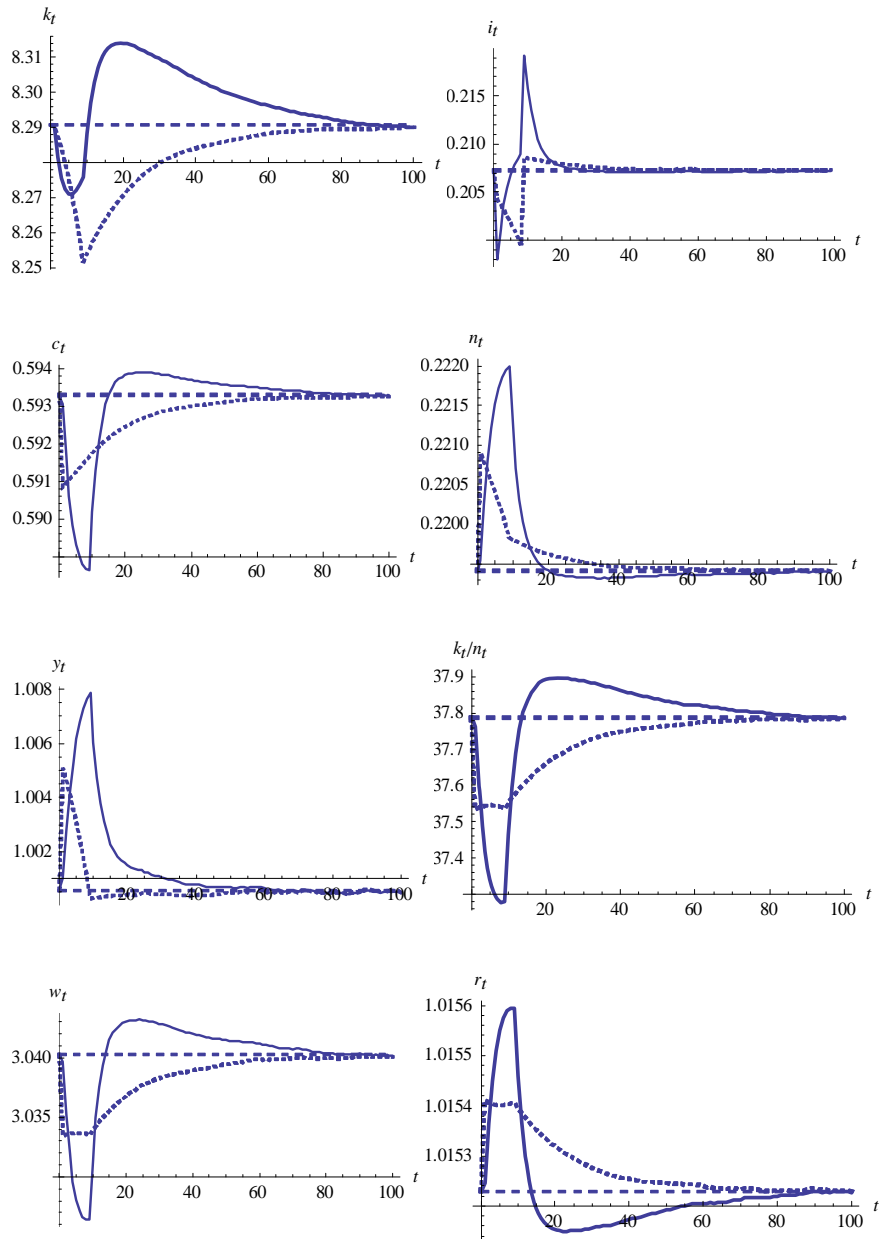 k_t
8.31
8.30
8.29
8.27
8.26
8.25
20 40 60 80 100 t
i_t
0.215
0.210
0.205
20 40 60 80 100 t
c_t
0.594
0.593
0.592
0.591
0.590
20 40 60 80 100 t
n_t
0.2220
0.2215
0.2210
0.2205
0.2200
20 40 60 80 100 t
y_t
1.008
1.006
1.004
1.002
20 40 60 80 100 t
k_t/n_t
37.9
37.8
37.7
37.6
37.5
37.4
20 40 60 80 100 t
w_t
3.040
3.035
20 40 60 80 100 t
r_t
1.0156
1.0155
1.0154
1.0153
20 40 60 80 100 t